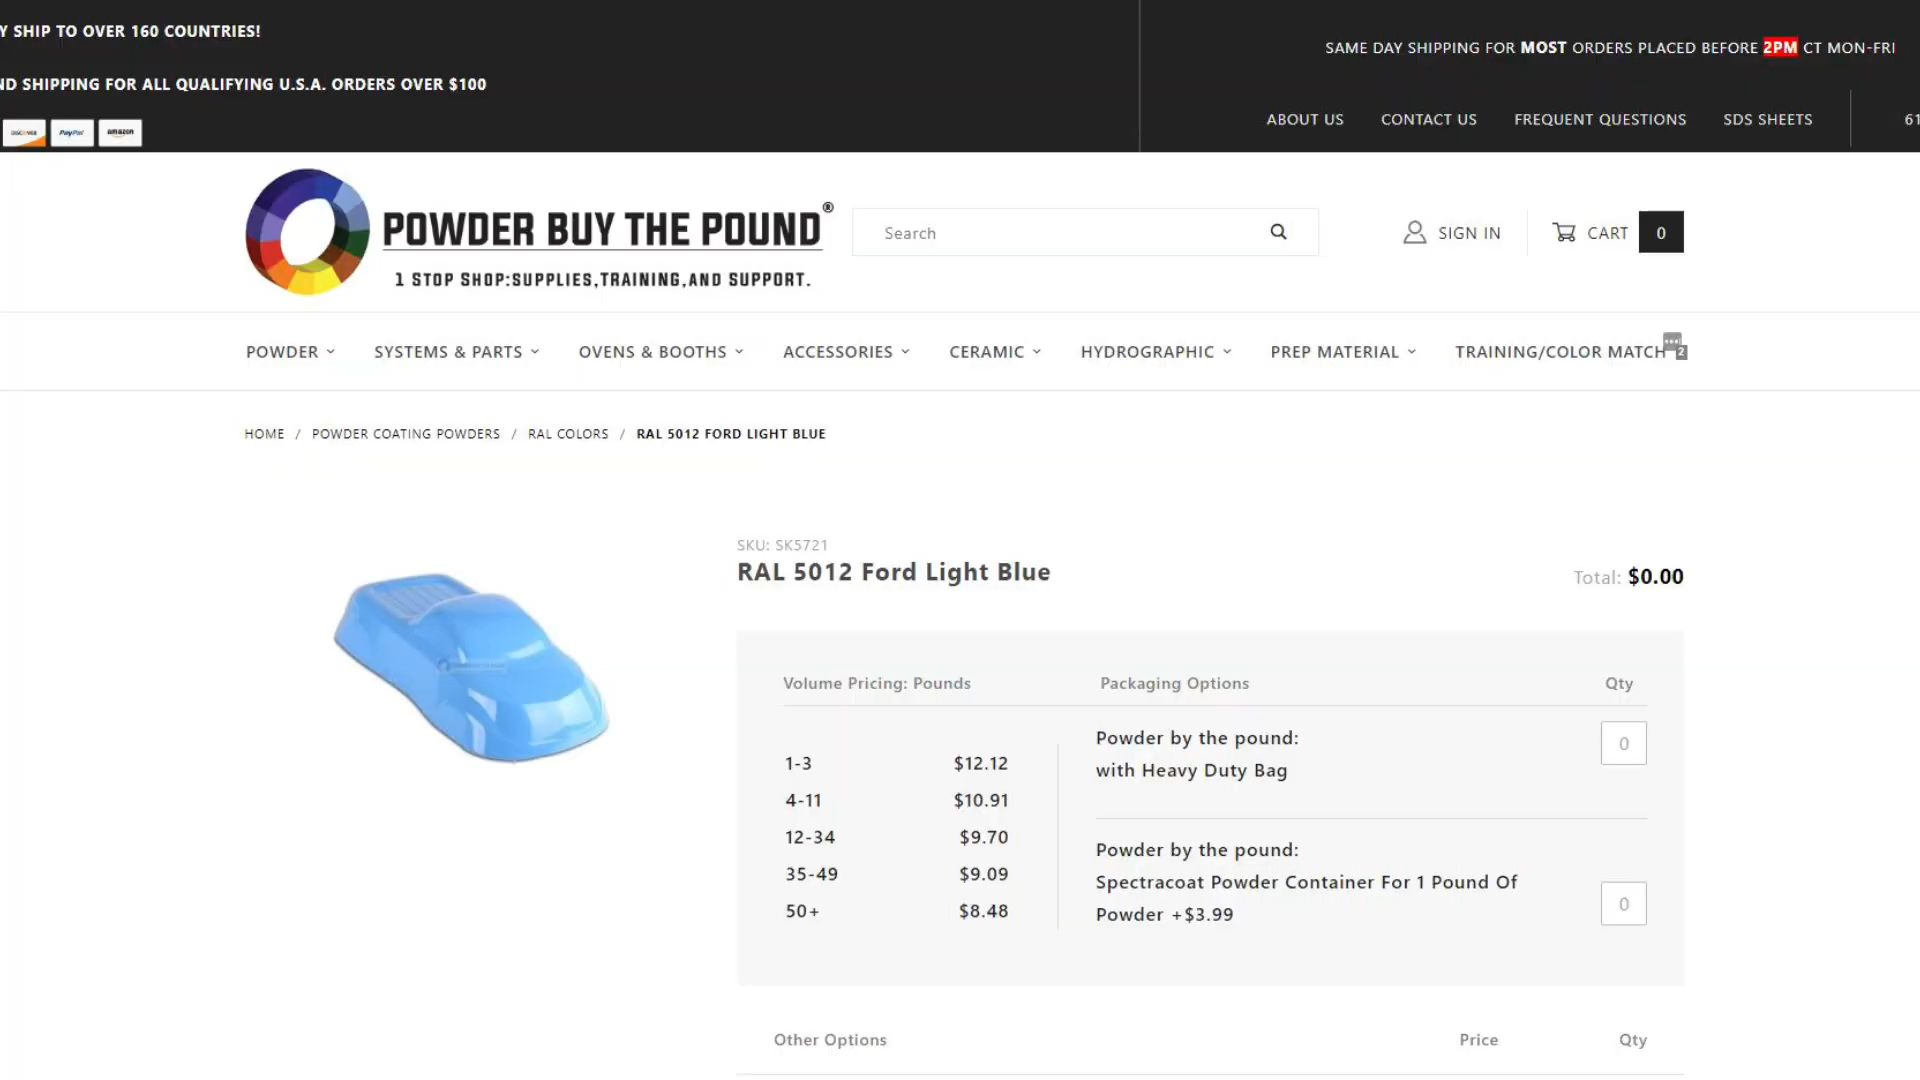 Y SHIP TO OVER 160 COUNTRIES!
SAME DAY SHIPPING FOR MOST ORDERS PLACED BEFORE 2PM CT MON-FRI
ND SHIPPING FOR ALL QUALIFYING U.S.A. ORDERS OVER $100
ABOUT US CONTACT US FREQUENT QUESTIONS SDS SHEETS 61
DISCOVER PayPal amazon
POWDER BUY THE POUND®
1 STOP SHOP:SUPPLIES,TRAINING,AND SUPPORT.
Search
SIGN IN
CART 0
POWDER SYSTEMS & PARTS OVENS & BOOTHS ACCESSORIES CERAMIC HYDROGRAPHIC PREP MATERIAL TRAINING/COLOR MATCH 2
HOME / POWDER COATING POWDERS / RAL COLORS / RAL 5012 FORD LIGHT BLUE
SKU: SK5721
RAL 5012 Ford Light Blue
Total: $0.00
Volume Pricing: Pounds Packaging Options Qty
1-3 $12.12
4-11 $10.91
12-34 $9.70
35-49 $9.09
50+ $8.48
Powder by the pound:
with Heavy Duty Bag
0
Powder by the pound:
Spectracoat Powder Container For 1 Pound Of
Powder +$3.99
0
Other Options Price Qty